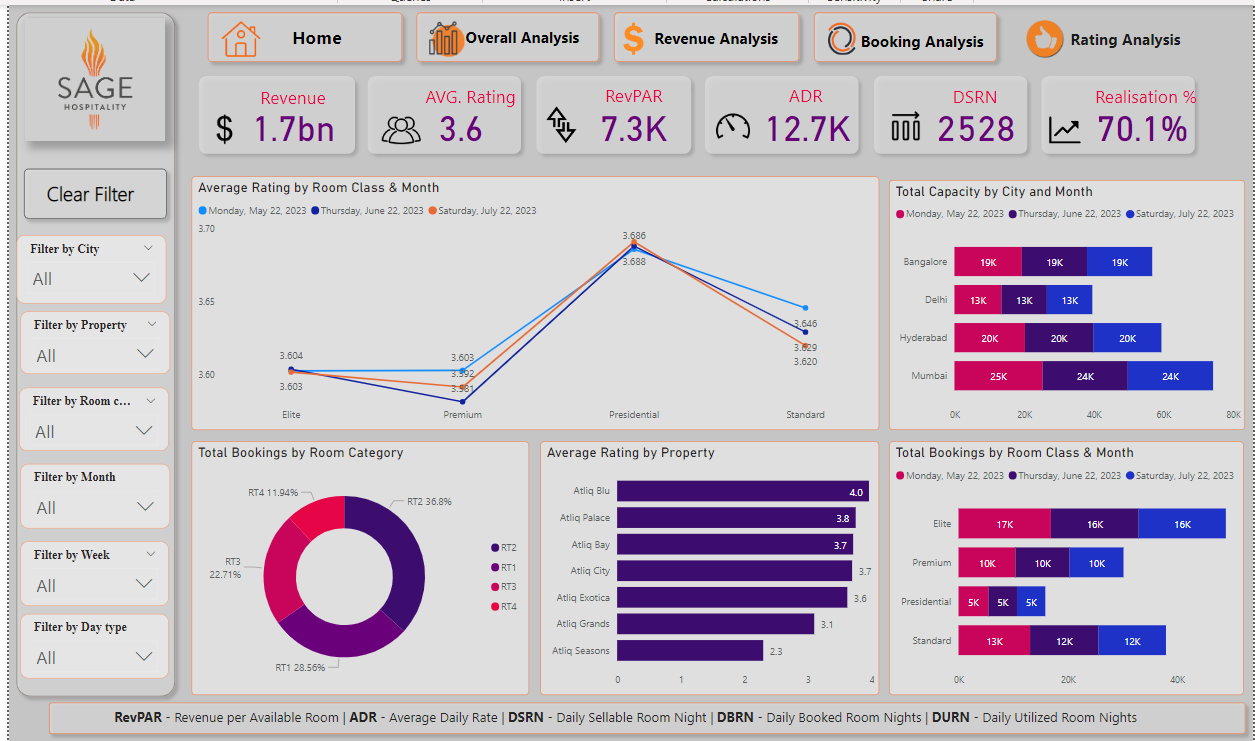 Home
Overall Analysis
Revenue Analysis
Booking Analysis
Rating Analysis
SAGE
HOSPITALITY
Revenue
$ 1.7bn
AVG. Rating
3.6
RevPAR
7.3K
ADR
12.7K
DSRN
2528
Realisation %
70.1%
Clear Filter
Filter by City
All
Filter by Property
All
Filter by Room c...
All
Filter by Month
All
Filter by Week
All
Filter by Day type
All
Average Rating by Room Class & Month
Monday, May 22, 2023 Thursday, June 22, 2023 Saturday, July 22, 2023
3.70
3.65
3.60
3.604
3.603
3.603
3.592
3.581
3.686
3.688
3.646
3.629
3.620
Elite Premium Presidential Standard
Total Capacity by City and Month
Monday, May 22, 2023 Thursday, June 22, 2023 Saturday, July 22, 2023
Bangalore 19K 19K 19K
Delhi 13K 13K 13K
Hyderabad 20K 20K 20K
Mumbai 25K 24K 24K
0K 20K 40K 60K 80K
Total Bookings by Room Category
RT4 11.94%
RT2 36.8%
RT3
22.71%
RT1 28.56%
RT2
RT1
RT3
RT4
Average Rating by Property
Atliq Blu 4.0
Atliq Palace 3.8
Atliq Bay 3.7
Atliq City 3.7
Atliq Exotica 3.6
Atliq Grands 3.1
Atliq Seasons 2.3
0 1 2 3 4
Total Bookings by Room Class & Month
Monday, May 22, 2023 Thursday, June 22, 2023 Saturday, July 22, 2023
Elite 17K 16K 16K
Premium 10K 10K 10K
Presidential 5K 5K 5K
Standard 13K 12K 12K
0K 20K 40K
RevPAR - Revenue per Available Room | ADR - Average Daily Rate | DSRN - Daily Sellable Room Night | DBRN - Daily Booked Room Nights | DURN - Daily Utilized Room Nights